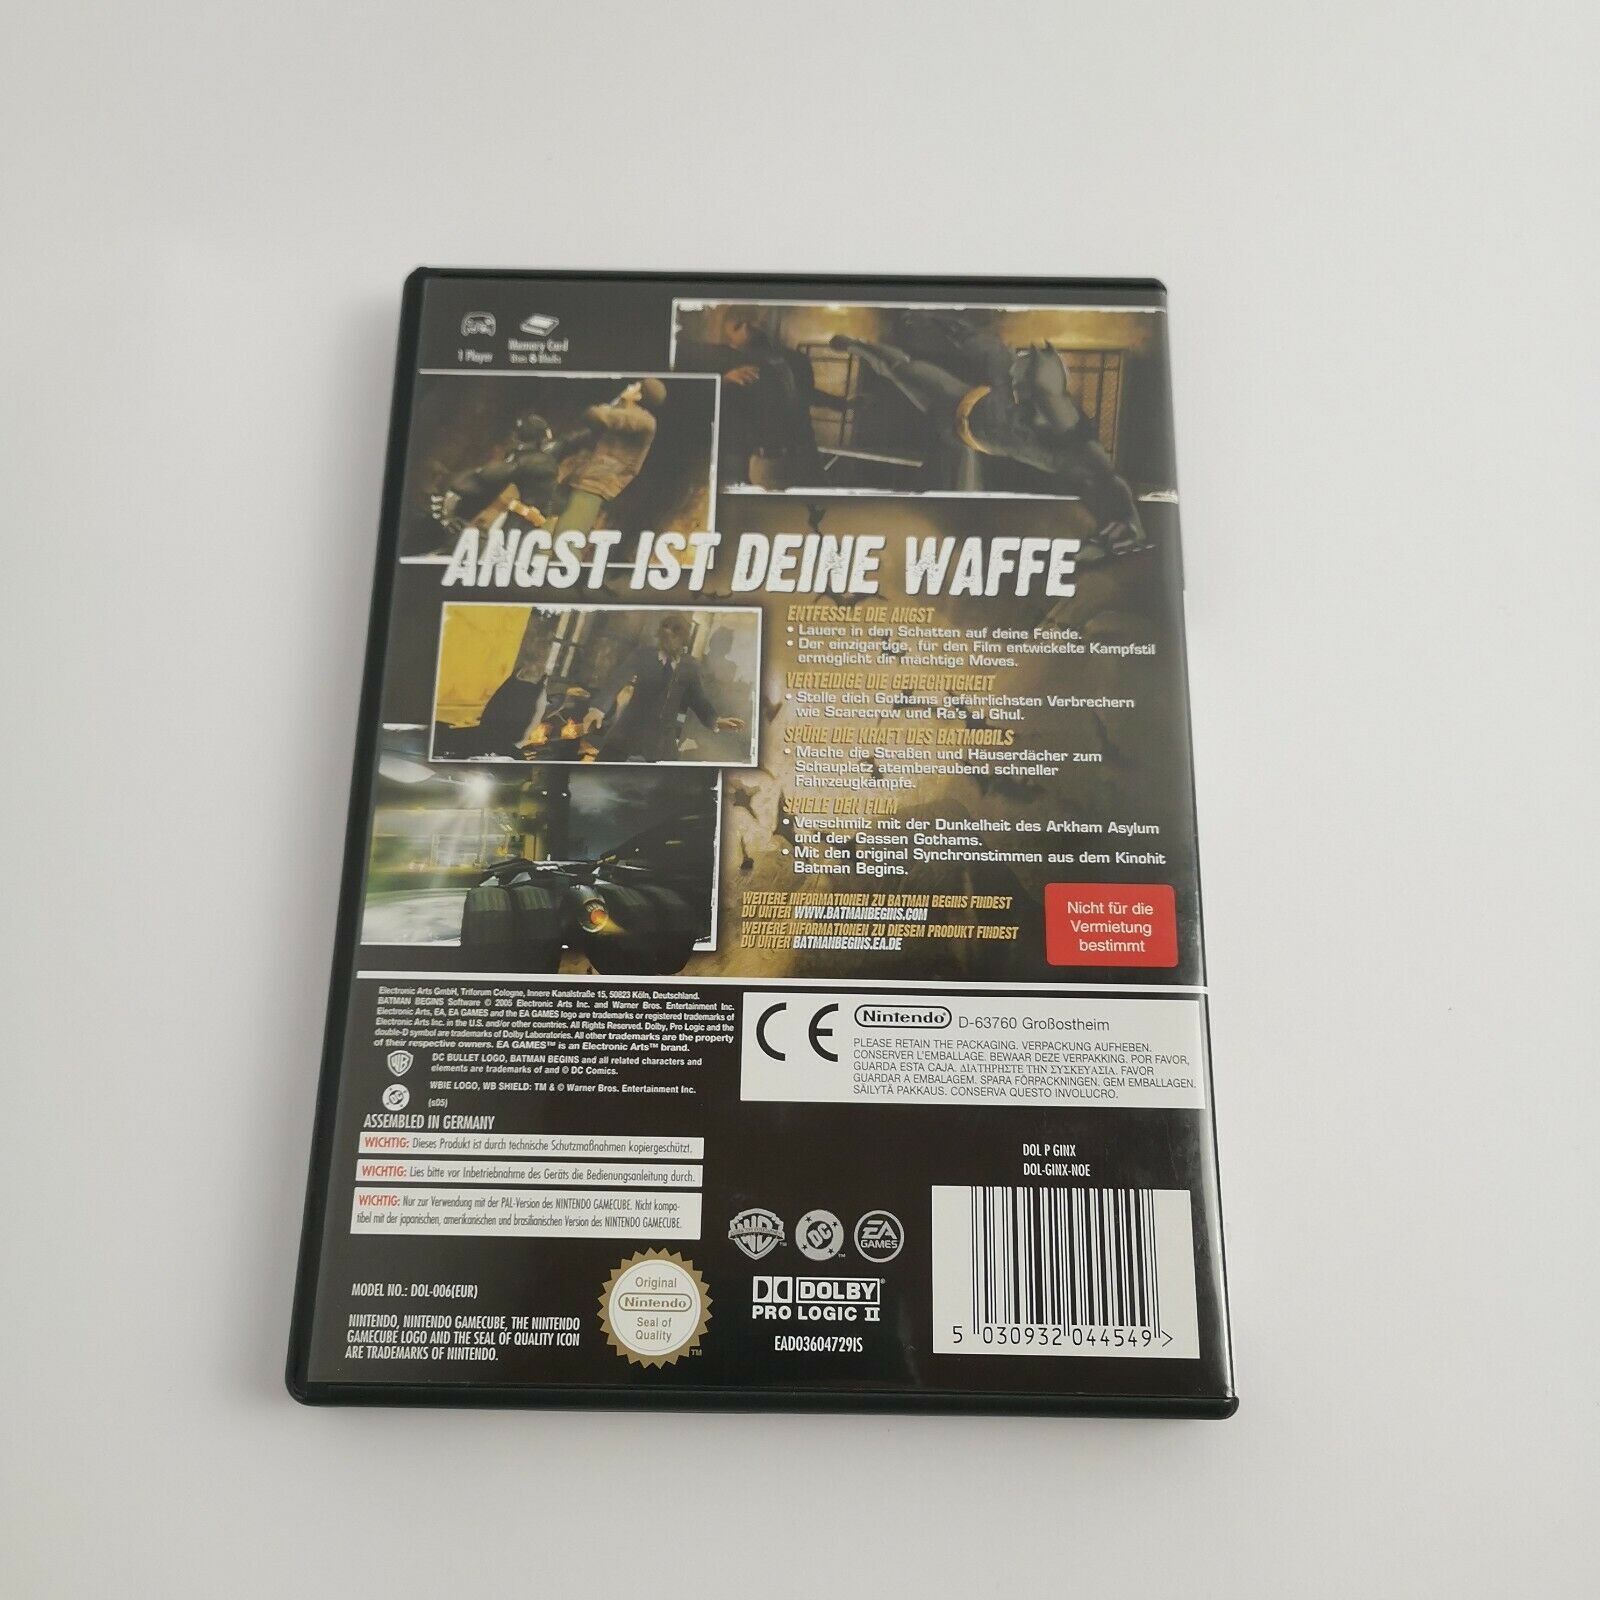 1 Player
Memory Card
ANGST IST DEINE WAFFE
ENTFESSLE DIE ANGST
• Lauere in den Schatten auf deine Feinde.
• Der einzigartige, für den Film entwickelte Kampfstil
ermöglicht dir mächtige Moves.
VERTEIDIGE DIE GERECHTIGKEIT
• Stelle dich Gothams gefährlichsten Verbrechern
wie Scarecrow und Ra's al Ghul.
SPÜRE DIE KRAFT DES BATMOBILS
• Mache die Straßen und Häuserdächer zum
Schauplatz atemberaubend schneller
Fahrzeugkämpfe.
SPIELE DEN FILM
• Verschmilz mit der Dunkelheit des Arkham Asylum
und der Gassen Gothams.
• Mit den original Synchronstimmen aus dem Kinohit
Batman Begins.
WEITERE INFORMATIONEN ZU BATMAN BEGINS FINDEST
DU UNTER WWW.BATMANBEGINS.COM
WEITERE INFORMATIONEN ZU DIESEM PRODUKT FINDEST
DU UNTER BATMANBEGINS.EA.DE
Nicht für die
Vermietung
bestimmt
Electronic Arts GmbH, Triforum Cologne, Innere Kanalstraße 15, 50823 Köln, Deutschland.
BATMAN BEGINS Software © 2005 Electronic Arts Inc. and Warner Bros. Entertainment Inc.
Electronic Arts, EA, EA GAMES and the EA GAMES logo are trademarks or registered trademarks of
Electronic Arts Inc. in the U.S. and/or other countries. All Rights Reserved. Dolby, Pro Logic and the
double-D symbol are trademarks of Dolby Laboratories. All other trademarks are the property
of their respective owners. EA GAMES™ is an Electronic Arts™ brand.
WB
DC BULLET LOGO, BATMAN BEGINS and all related characters and
elements are trademarks of and © DC Comics.
DC
WBIE LOGO, WB SHIELD: TM & © Warner Bros. Entertainment Inc.
(s05)
ASSEMBLED IN GERMANY
WICHTIG: Dieses Produkt ist durch technische Schutzmaßnahmen kopiergeschützt.
WICHTIG: Lies bitte vor Inbetriebnahme des Geräts die Bedienungsanleitung durch.
WICHTIG: Nur zur Verwendung mit der PAL-Version des NINTENDO GAMECUBE. Nicht kompa-
tibel mit der japanischen, amerikanischen und brasilianischen Version des NINTENDO GAMECUBE.
CE
Nintendo D-63760 Großostheim
PLEASE RETAIN THE PACKAGING. VERPACKUNG AUFHEBEN.
CONSERVER L'EMBALLAGE. BEWAAR DEZE VERPAKKING. POR FAVOR,
GUARDA ESTA CAJA. ΔΙΑΤΗΡΗΣΤΕ ΤΗΝ ΣΥΣΚΕΥΑΣΙΑ. FAVOR
GUARDAR A EMBALAGEM. SPARA FÖRPACKNINGEN. GEM EMBALLAGEN.
SÄILYTÄ PAKKAUS. CONSERVA QUESTO INVOLUCRO.
DOL P GINX
DOL-GINX-NOE
WB
DC
EA
GAMES
MODEL NO.: DOL-006(EUR)
NINTENDO, NINTENDO GAMECUBE, THE NINTENDO
GAMECUBE LOGO AND THE SEAL OF QUALITY ICON
ARE TRADEMARKS OF NINTENDO.
Original
Nintendo
Seal of
Quality
DOLBY
PRO LOGIC II
EAD03604729IS
5 030932 044549 >